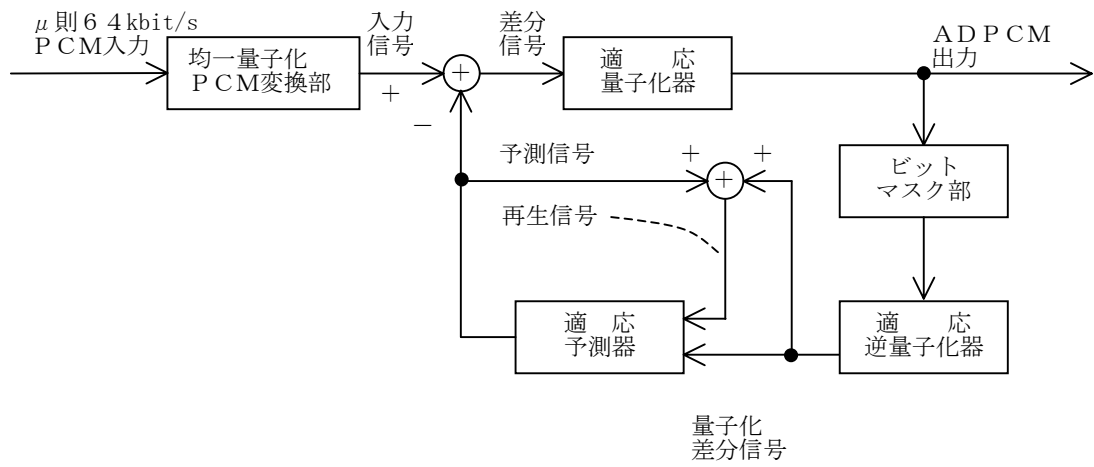 μ則64kbit/s
PCM入力
均一量子化
PCM変換部
入力
信号
+
−
+
差分
信号
適 応
量子化器
ADPCM
出力
予測信号
+
+
+
ビット
マスク部
再生信号
適 応
予測器
適 応
逆量子化器
量子化
差分信号